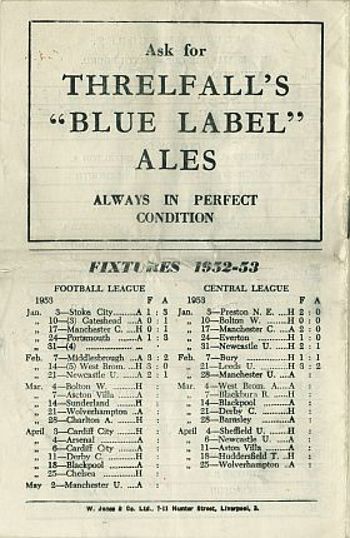 Ask for
THRELFALL'S
"BLUE LABEL"
ALES
ALWAYS IN PERFECT
CONDITION
FIXTURES 1952-53
FOOTBALL LEAGUE
1953 F A
Jan. 3—Stoke City.........A 1 : 3
„ 10—(3) Gateshead ...A 0 : 1
„ 17—Manchester C. ...H 0 : 1
„ 24—Portsmouth ......A 1 : 3
„ 31—(4)
Feb. 7—Middlesbrough ...A 3 : 2
„ 14—(5) West Brom. ..H 3 : 0
„ 21—Newcastle U. ......A 2 : 1
Mar. 4—Bolton W. ............H :
„ 7—Aston Villa .........A :
„ 14—Sunderland .........H :
„ 21—Wolverhampton ...A :
„ 28—Charlton A. .........H :
April 3—Cardiff City .........H :
„ 4—Arsenal ...............A :
„ 6—Cardiff City .........A :
„ 11—Derby C. ............H :
„ 18—Blackpool ............A :
„ 25—Chelsea ...............H :
May 2—Manchester U. ......A :
CENTRAL LEAGUE
1953 F A
Jan. 3—Preston N. E. ...H 2 : 0
„ 10—Bolton W. .........H 0 : 0
„ 17—Manchester C. ...A 2 : 0
„ 24—Everton ............H 1 : 0
„ 31—Newcastle U. ...H 2 : 1
Feb. 7—Bury ...............H 1 : 1
„ 21—Leeds U. .........H 3 : 2
„ 28—Manchester U. ...A :
Mar. 4—West Brom. A....A :
„ 7—Blackburn R. ......H :
„ 14—Blackpool .........A :
„ 21—Derby C. ............H :
„ 28—Barnsley ............A :
April 4—Sheffield U. ......H :
„ 6—Newcastle U. ......A :
„ 11—Aston Villa .........A :
„ 18—Huddersfield T. ...H :
„ 25—Wolverhampton ...A :
W. Jones & Co. Ltd., 7-11 Hunter Street, Liverpool, 3.